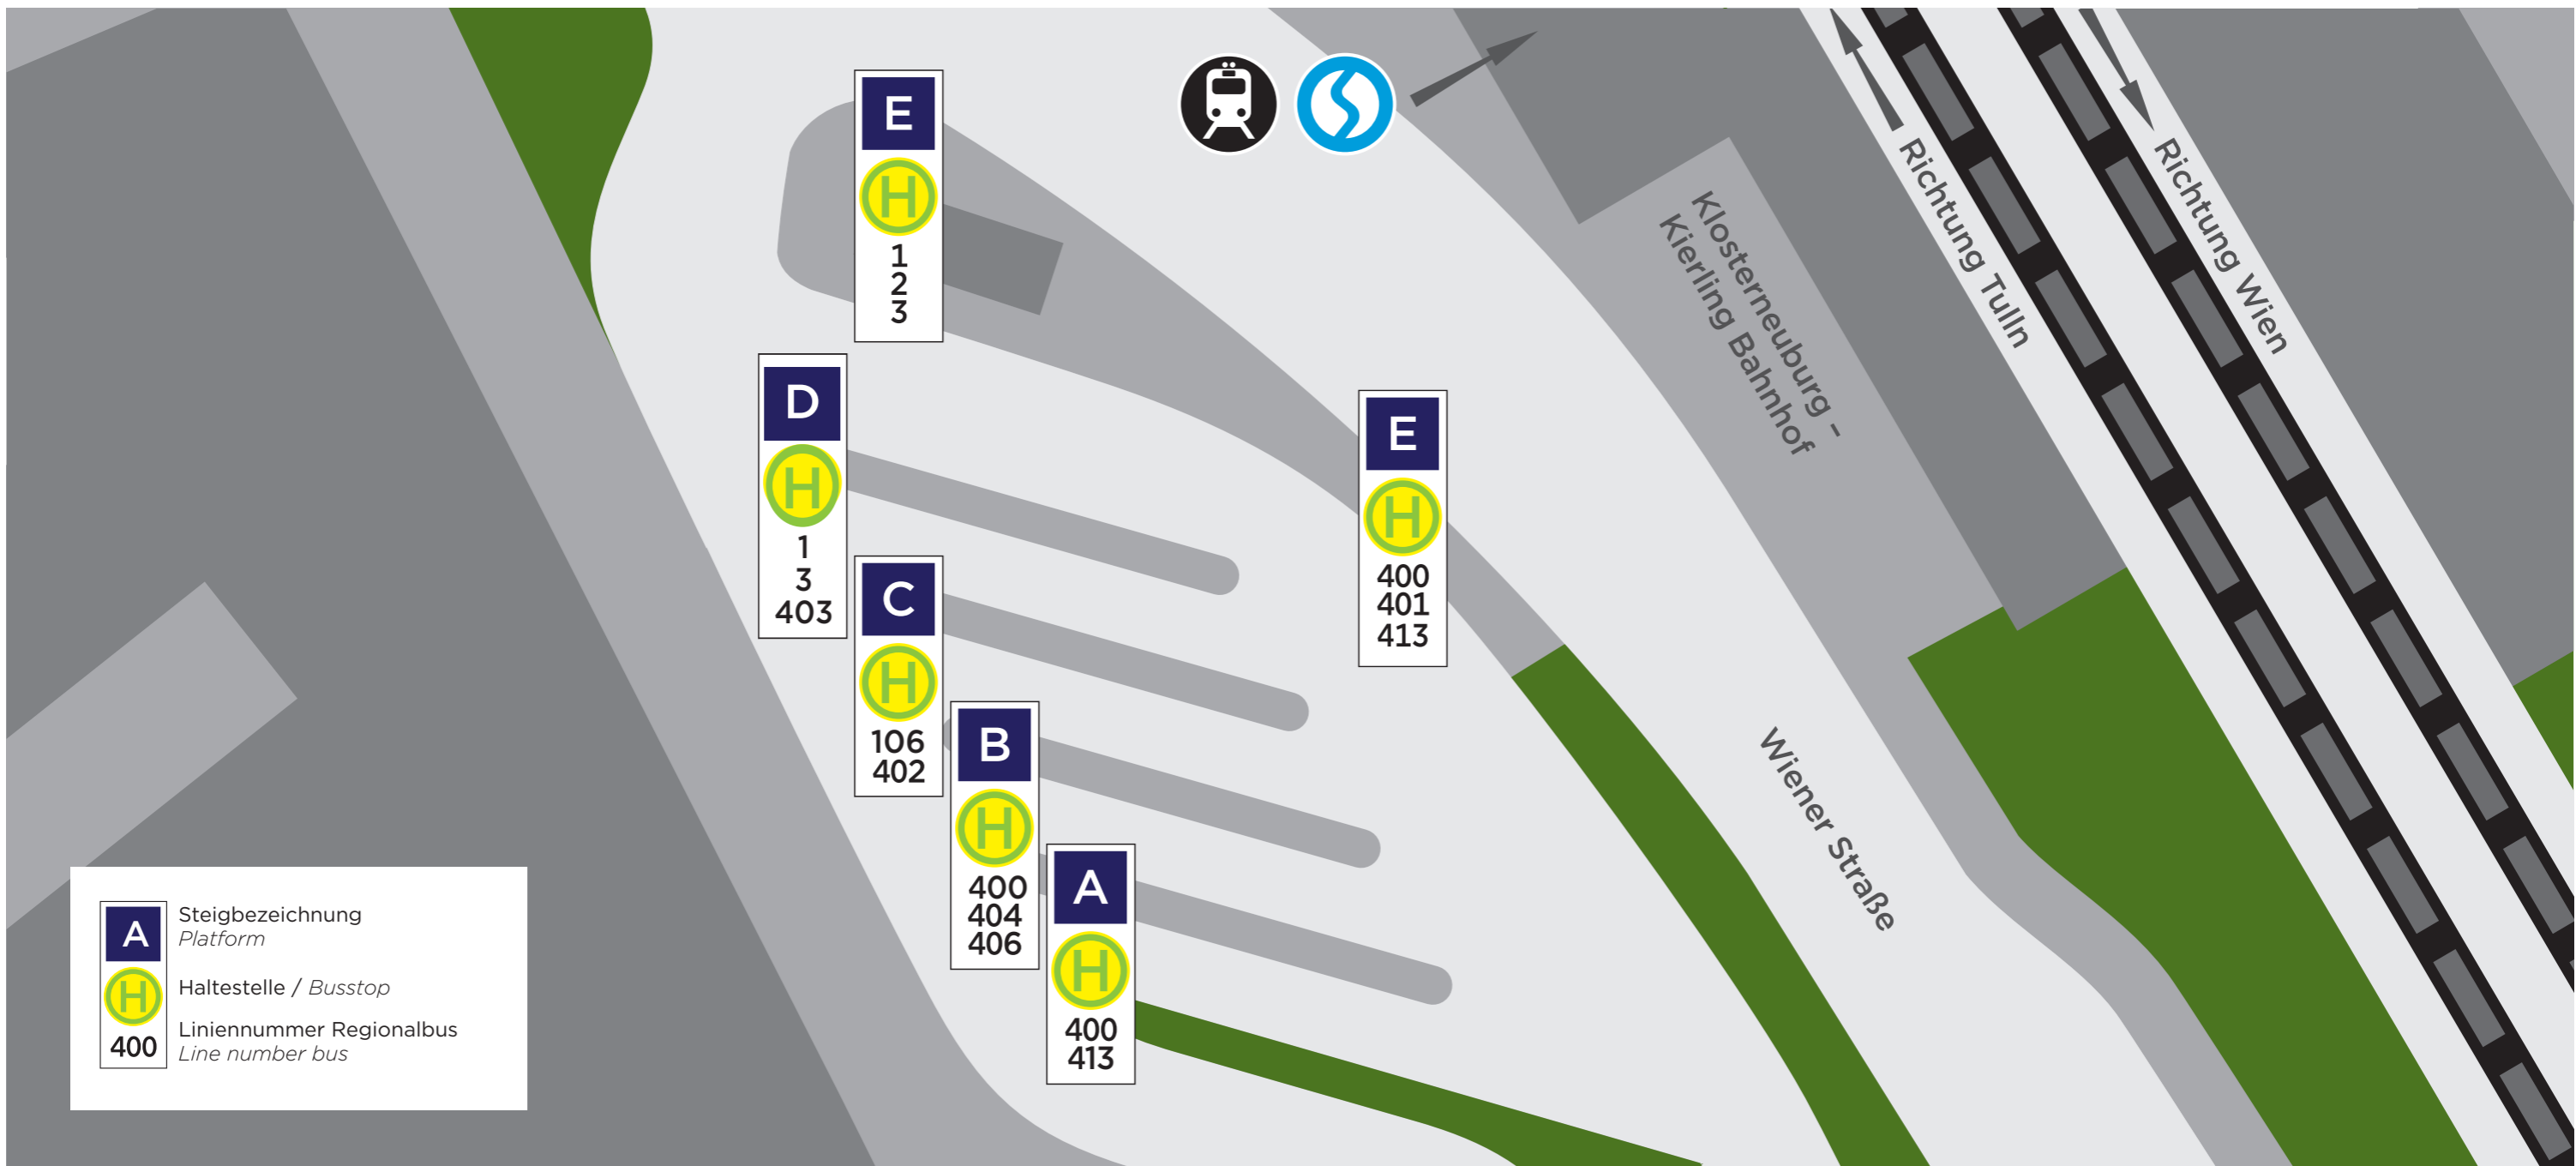 E
H
1
2
3
D
H
1
3
403
C
H
106
402
B
H
400
404
406
A
H
400
413
E
H
400
401
413
Klosterneuburg -
Kierling Bahnhof
Richtung Tulln
Richtung Wien
Wiener Straße
A
Steigbezeichnung
Platform
H
Haltestelle / Busstop
400
Liniennummer Regionalbus
Line number bus